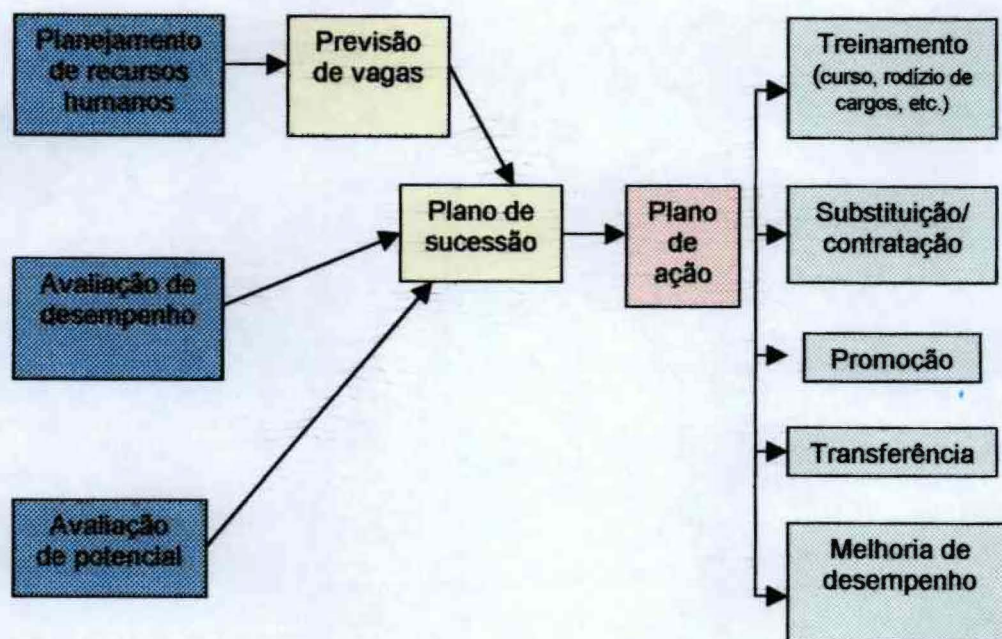 Planejamento
de recursos
humanos
Previsão
de vagas
Treinamento
(curso, rodízio de
cargos, etc.)
Plano de
sucessão
Plano
de
ação
Substituição/
contratação
Avaliação de
desempenho
Promoção
Transferência
Avaliação
de potencial
Melhoria de
desempenho